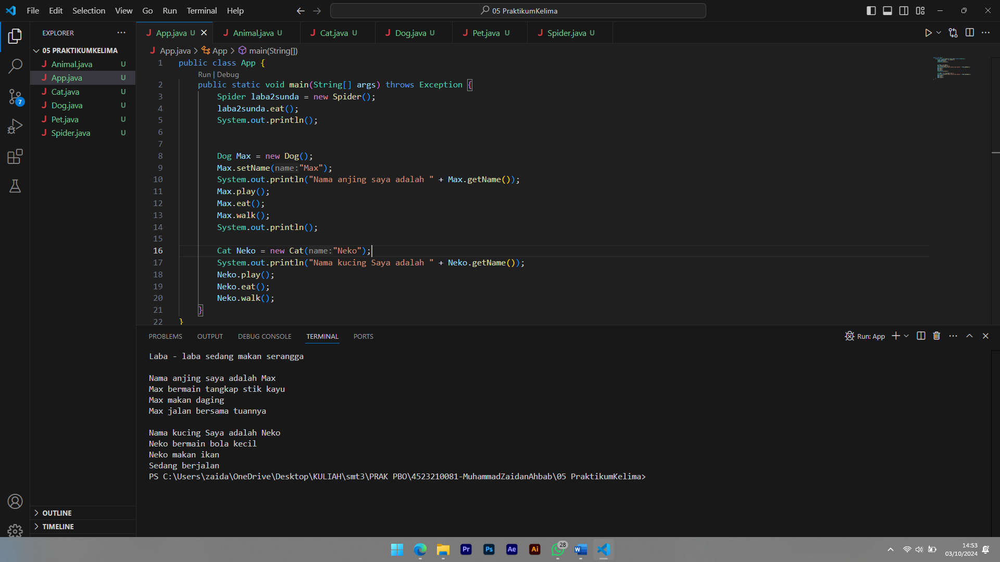 File Edit Selection View Go Run Terminal Help
05 PraktikumKelima
EXPLORER
05 PRAKTIKUMKELIMA
Animal.java U
App.java U
Cat.java U
Dog.java U
Pet.java U
Spider.java U
7
OUTLINE
TIMELINE
App.java U Animal.java U Cat.java U Dog.java U Pet.java U Spider.java U
App.java > App > main(String[])
1 public class App {
Run | Debug
2 public static void main(String[] args) throws Exception {
3 Spider laba2sunda = new Spider();
4 laba2sunda.eat();
5 System.out.println();
6
7
8 Dog Max = new Dog();
9 Max.setName(name:"Max");
10 System.out.println("Nama anjing saya adalah " + Max.getName());
11 Max.play();
12 Max.eat();
13 Max.walk();
14 System.out.println();
15
16 Cat Neko = new Cat(name:"Neko");
17 System.out.println("Nama kucing Saya adalah " + Neko.getName());
18 Neko.play();
19 Neko.eat();
20 Neko.walk();
21 }
22 }
PROBLEMS OUTPUT DEBUG CONSOLE TERMINAL PORTS
Run: App
Laba - laba sedang makan serangga
Nama anjing saya adalah Max
Max bermain tangkap stik kayu
Max makan daging
Max jalan bersama tuannya
Nama kucing Saya adalah Neko
Neko bermain bola kecil
Neko makan ikan
Sedang berjalan
PS C:\Users\zaida\OneDrive\Desktop\KULIAH\smt3\PRAK PBO\4523210081-MuhammadZaidanAhbab\05 PraktikumKelima>
Pr Ps Ae Ai 28 W
14:53
03/10/2024